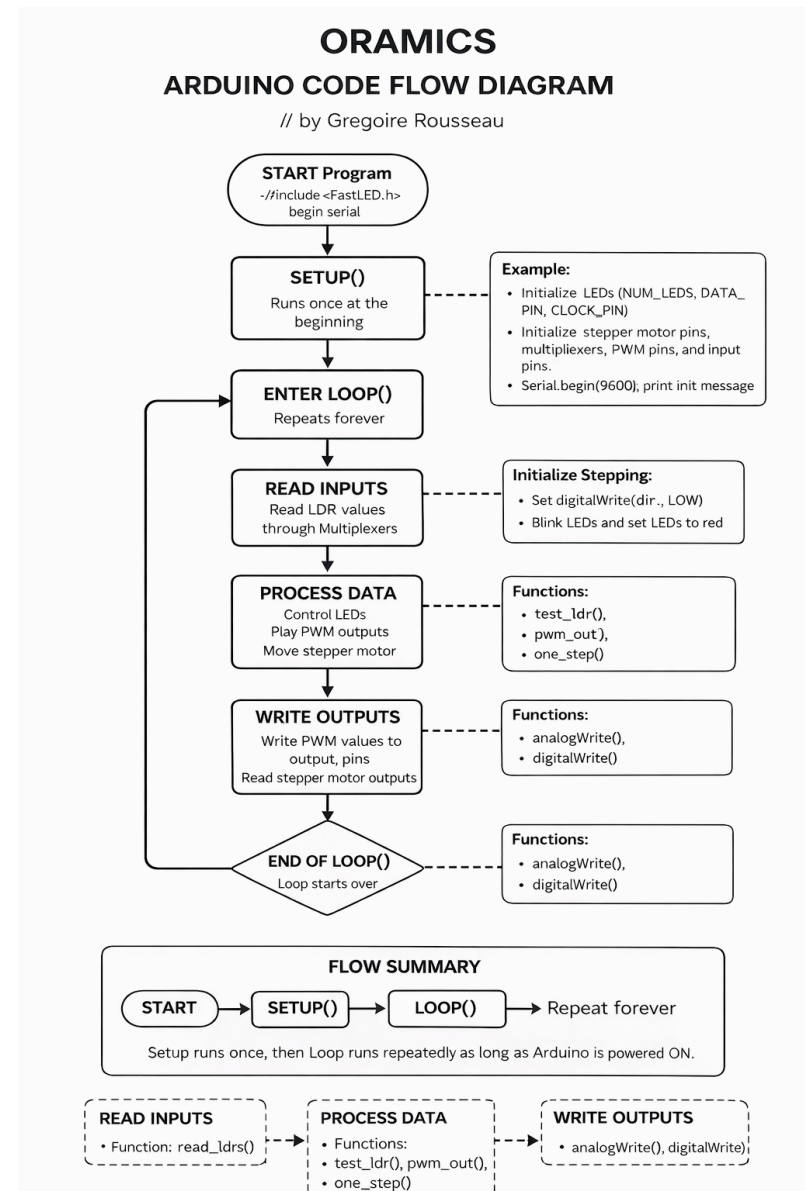 ORAMICS
ARDUINO CODE FLOW DIAGRAM
// by Gregoire Rousseau
START Program
-//include <FastLED.h>
begin serial
SETUP()
Runs once at the
beginning
Example:
• Initialize LEDs (NUM_LEDS, DATA_
PIN, CLOCK_PIN)
• Initialize stepper motor pins,
multipliexers, PWM pins, and input
pins.
• Serial.begin(9600); print init message
ENTER LOOP()
Repeats forever
READ INPUTS
Read LDR values
through Multiplexers
Initialize Stepping:
• Set digitalWrite(dir., LOW)
• Blink LEDs and set LEDs to red
PROCESS DATA
Control LEDs
Play PWM outputs
Move stepper motor
Functions:
• test_ldr(),
• pwm_out),
• one_step()
WRITE OUTPUTS
Write PWM values to
output, pins
Read stepper motor outputs
Functions:
• analogWrite(),
• digitalWrite()
END OF LOOP()
Loop starts over
Functions:
• analogWrite(),
• digitalWrite()
FLOW SUMMARY
START
SETUP()
LOOP()
Repeat forever
Setup runs once, then Loop runs repeatedly as long as Arduino is powered ON.
READ INPUTS
• Function: read_ldrs()
PROCESS DATA
• Functions:
• test_ldr(), pwm_out(),
• one_step()
WRITE OUTPUTS
• analogWrite(), digitalWrite)